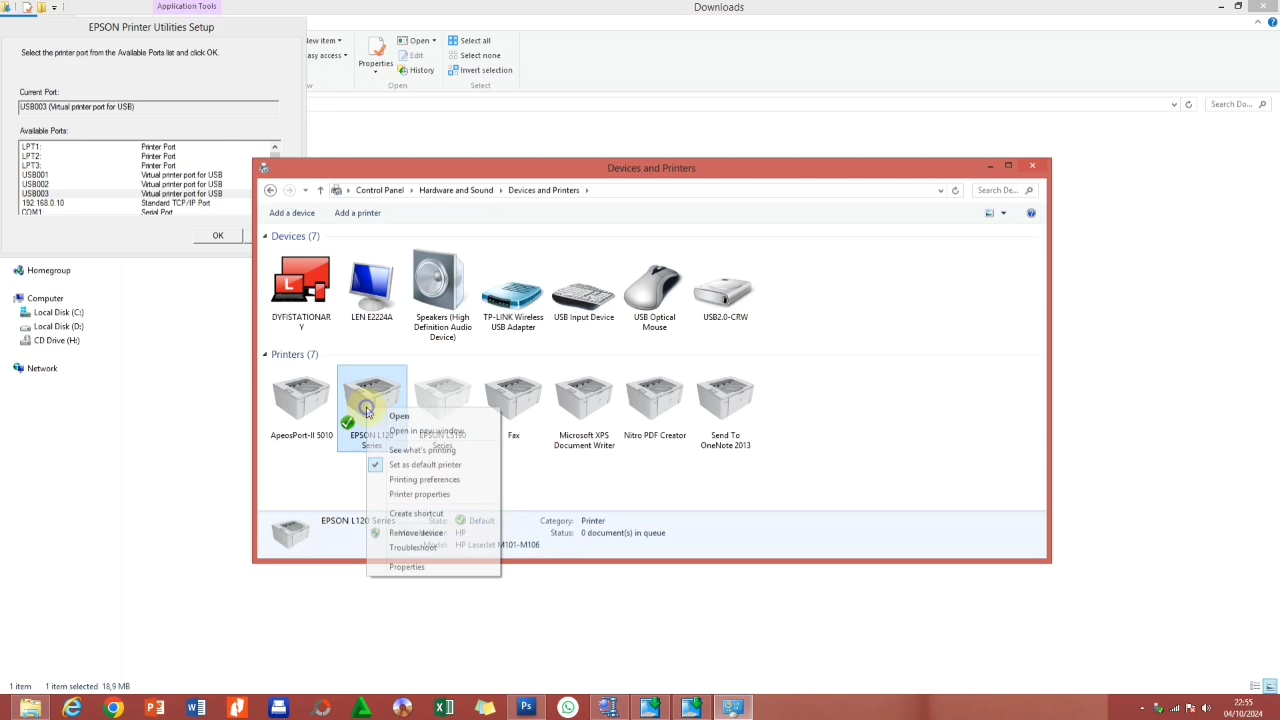 Application Tools
Downloads
EPSON Printer Utilities Setup
Select the printer port from the Available Ports list and click OK.
Current Port:
USB003 (Virtual printer port for USB)
Available Ports:
LPT1: Printer Port
LPT2: Printer Port
LPT3: Printer Port
USB001 Virtual printer port for USB
USB002 Virtual printer port for USB
USB003 Virtual printer port for USB
192.168.0.10 Standard TCP/IP Port
COM1: Serial Port
OK
ew item
asy access
w
Properties
Open
Edit
History
Open
Select all
Select none
Invert selection
Select
Search Do...
Devices and Printers
Control Panel Hardware and Sound Devices and Printers
Search De...
Add a device Add a printer
Devices (7)
DYFISTATIONAR
Y
LEN E2224A
Speakers (High
Definition Audio
Device)
TP-LINK Wireless
USB Adapter
USB Input Device
USB Optical
Mouse
USB2.0-CRW
Printers (7)
ApeosPort-II 5010
EPSON L120
Series
EPSON L5190
Series
Fax
Microsoft XPS
Document Writer
Nitro PDF Creator
Send To
OneNote 2013
Open
Open in new window
See what's printing
Set as default printer
Printing preferences
Printer properties
Create shortcut
Remove device
Troubleshoot
Properties
EPSON L120 Series
State: Default
HP
Model: HP LaserJet M101-M106
Category: Printer
Status: 0 document(s) in queue
Homegroup
Computer
Local Disk (C:)
Local Disk (D:)
CD Drive (H:)
Network
1 item 1 item selected 18,9 MB
22:55
04/10/2024